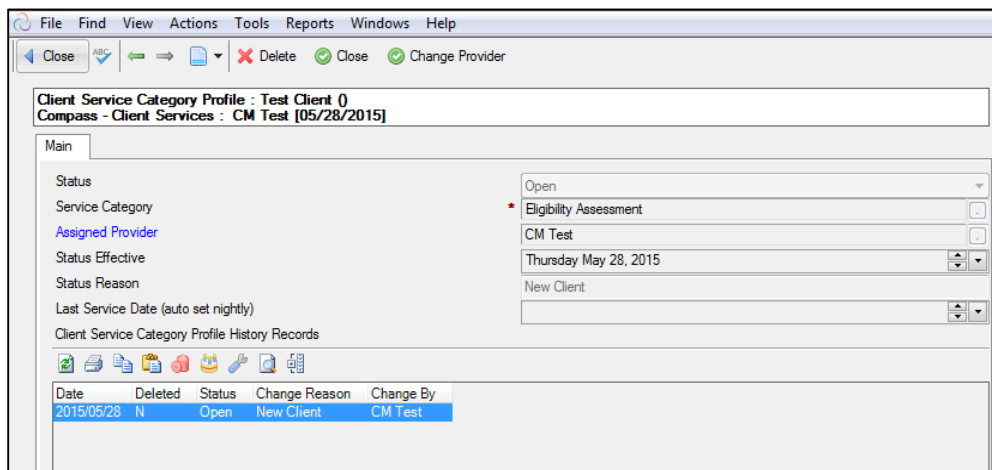 File Find View Actions Tools Reports Windows Help
Close ABC Delete Close Change Provider
Client Service Category Profile : Test Client ()
Compass - Client Services : CM Test [05/28/2015]
Main
Status Open
Service Category * Eligibility Assessment
Assigned Provider CM Test
Status Effective Thursday May 28, 2015
Status Reason New Client
Last Service Date (auto set nightly)
Client Service Category Profile History Records
Date Deleted Status Change Reason Change By
2015/05/28 N Open New Client CM Test